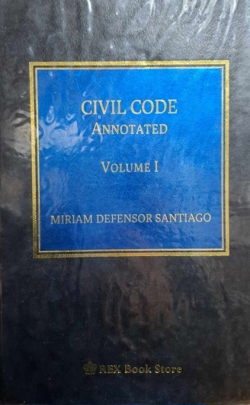 CIVIL CODE
ANNOTATED
VOLUME I
MIRIAM DEFENSOR SANTIAGO
REX Book Store